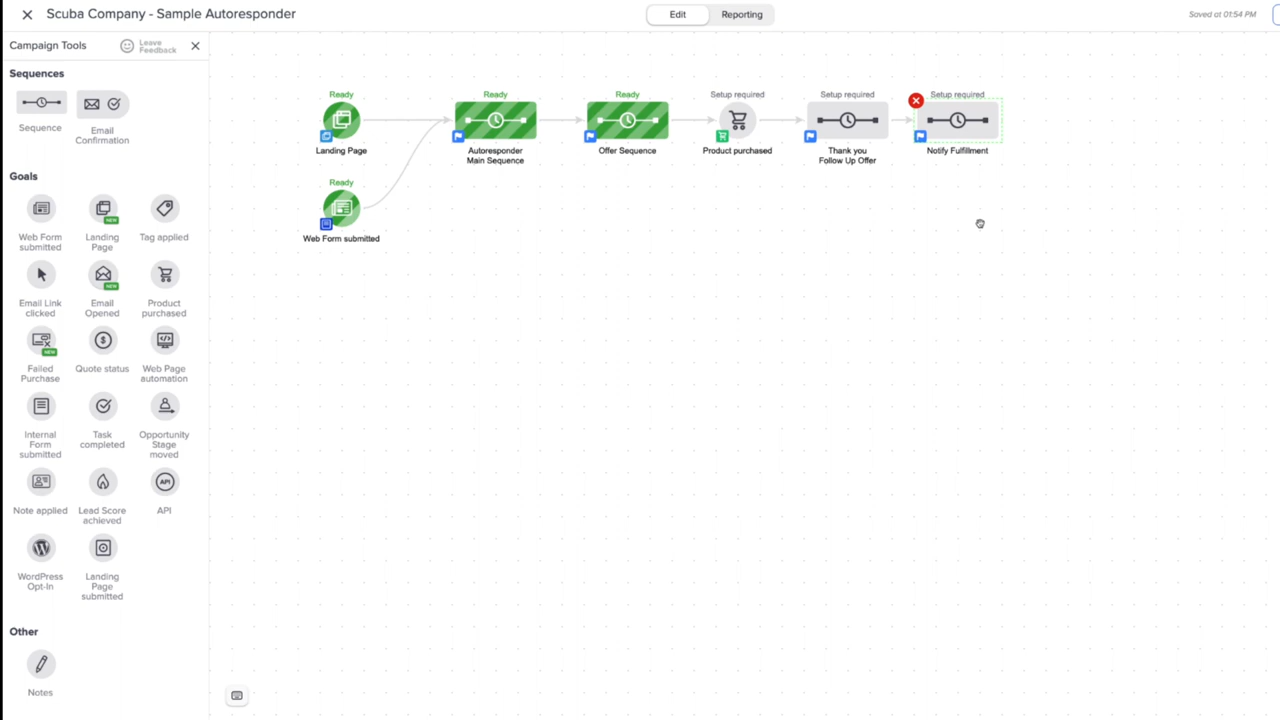 Scuba Company - Sample Autoresponder
Edit
Reporting
Saved at 01:54 PM
Campaign Tools
Leave
Feedback
Sequences
Sequence
Email
Confirmation
Goals
Web Form
submitted
NEW
Landing
Page
Tag applied
Email Link
clicked
NEW
Email
Opened
Product
purchased
NEW
Failed
Purchase
Quote status
Web Page
automation
Internal
Form
submitted
Task
completed
Opportunity
Stage
moved
Note applied
Lead Score
achieved
API
API
WordPress
Opt-In
Landing
Page
submitted
Other
Notes
Ready
Landing Page
Ready
Web Form submitted
Ready
Autoresponder
Main Sequence
Ready
Offer Sequence
Setup required
Product purchased
Setup required
Thank you
Follow Up Offer
Setup required
Notify Fulfillment